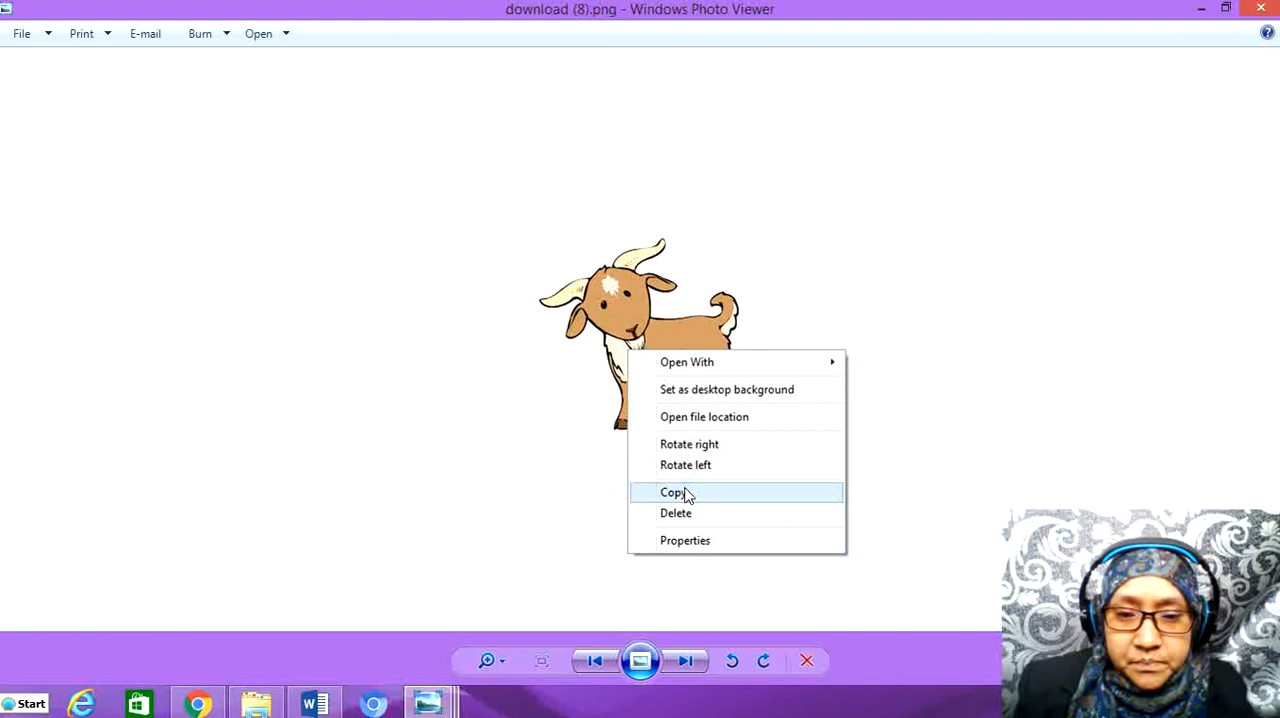 download (8).png - Windows Photo Viewer
File Print E-mail Burn Open
Open With
Set as desktop background
Open file location
Rotate right
Rotate left
Copy
Delete
Properties
Start